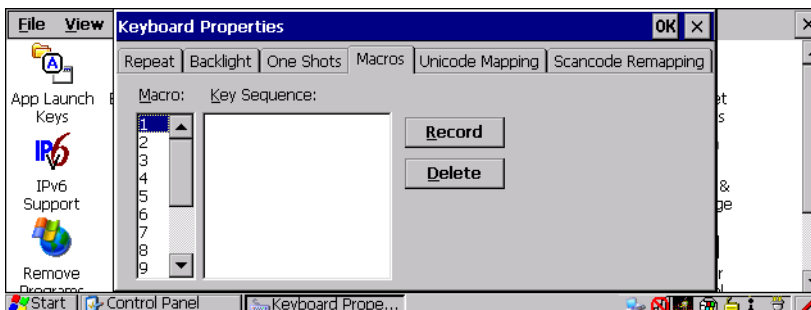 File View
Keyboard Properties OK
Repeat Backlight One Shots Macros Unicode Mapping Scancode Remapping
App Launch
Keys
Macro: Key Sequence:
1
2
3
4
5
6
7
8
9
Record
Delete
IPv6
Support
&
Remove
Programs
Start Control Panel Keyboard Prope...